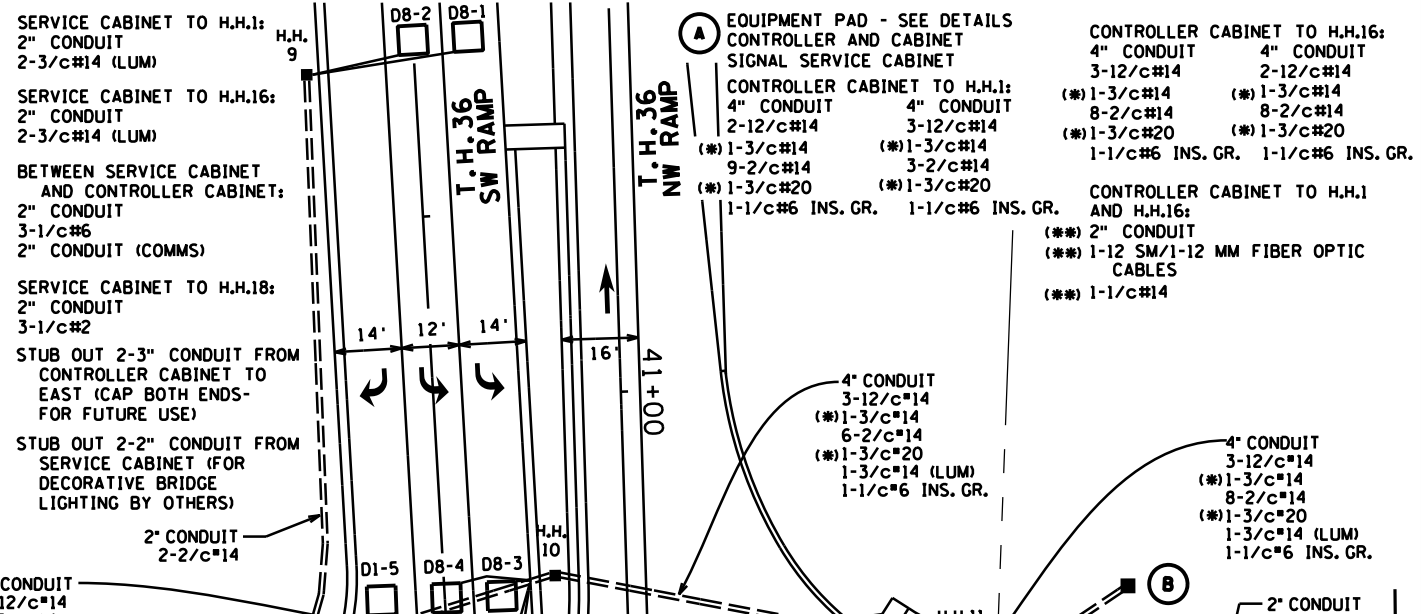 SERVICE CABINET TO H.H.1:
2" CONDUIT
2-3/c#14 (LUM)
SERVICE CABINET TO H.H.16:
2" CONDUIT
2-3/c#14 (LUM)
BETWEEN SERVICE CABINET
AND CONTROLLER CABINET:
2" CONDUIT
3-1/c#6
2" CONDUIT (COMMS)
SERVICE CABINET TO H.H.18:
2" CONDUIT
3-1/c#2
STUB OUT 2-3" CONDUIT FROM
CONTROLLER CABINET TO
EAST (CAP BOTH ENDS-
FOR FUTURE USE)
STUB OUT 2-2" CONDUIT FROM
SERVICE CABINET (FOR
DECORATIVE BRIDGE
LIGHTING BY OTHERS)
2" CONDUIT
2-2/c#14
CONDUIT
12/c#14
H.H.
9
D8-2 D8-1
T.H.36
SW RAMP
T.H.36
NW RAMP
14' 12' 14' 16'
41+00
D1-5 D8-4 D8-3
H.H.
10
A
EQUIPMENT PAD - SEE DETAILS
CONTROLLER AND CABINET
SIGNAL SERVICE CABINET
CONTROLLER CABINET TO H.H.1:
4" CONDUIT 4" CONDUIT
2-12/c#14 3-12/c#14
(*) 1-3/c#14 (*) 1-3/c#14
9-2/c#14 3-2/c#14
(*) 1-3/c#20 (*) 1-3/c#20
1-1/c#6 INS. GR. 1-1/c#6 INS. GR.
CONTROLLER CABINET TO H.H.16:
4" CONDUIT 4" CONDUIT
3-12/c#14 2-12/c#14
(*) 1-3/c#14 (*) 1-3/c#14
8-2/c#14 8-2/c#14
(*) 1-3/c#20 (*) 1-3/c#20
1-1/c#6 INS. GR. 1-1/c#6 INS. GR.
CONTROLLER CABINET TO H.H.1
AND H.H.16:
(**) 2" CONDUIT
(**) 1-12 SM/1-12 MM FIBER OPTIC
CABLES
(**) 1-1/c#14
4" CONDUIT
3-12/c#14
(*) 1-3/c#14
6-2/c#14
(*) 1-3/c#20
1-3/c#14 (LUM)
1-1/c#6 INS. GR.
4" CONDUIT
3-12/c#14
(*) 1-3/c#14
8-2/c#14
(*) 1-3/c#20
1-3/c#14 (LUM)
1-1/c#6 INS. GR.
B
2" CONDUIT